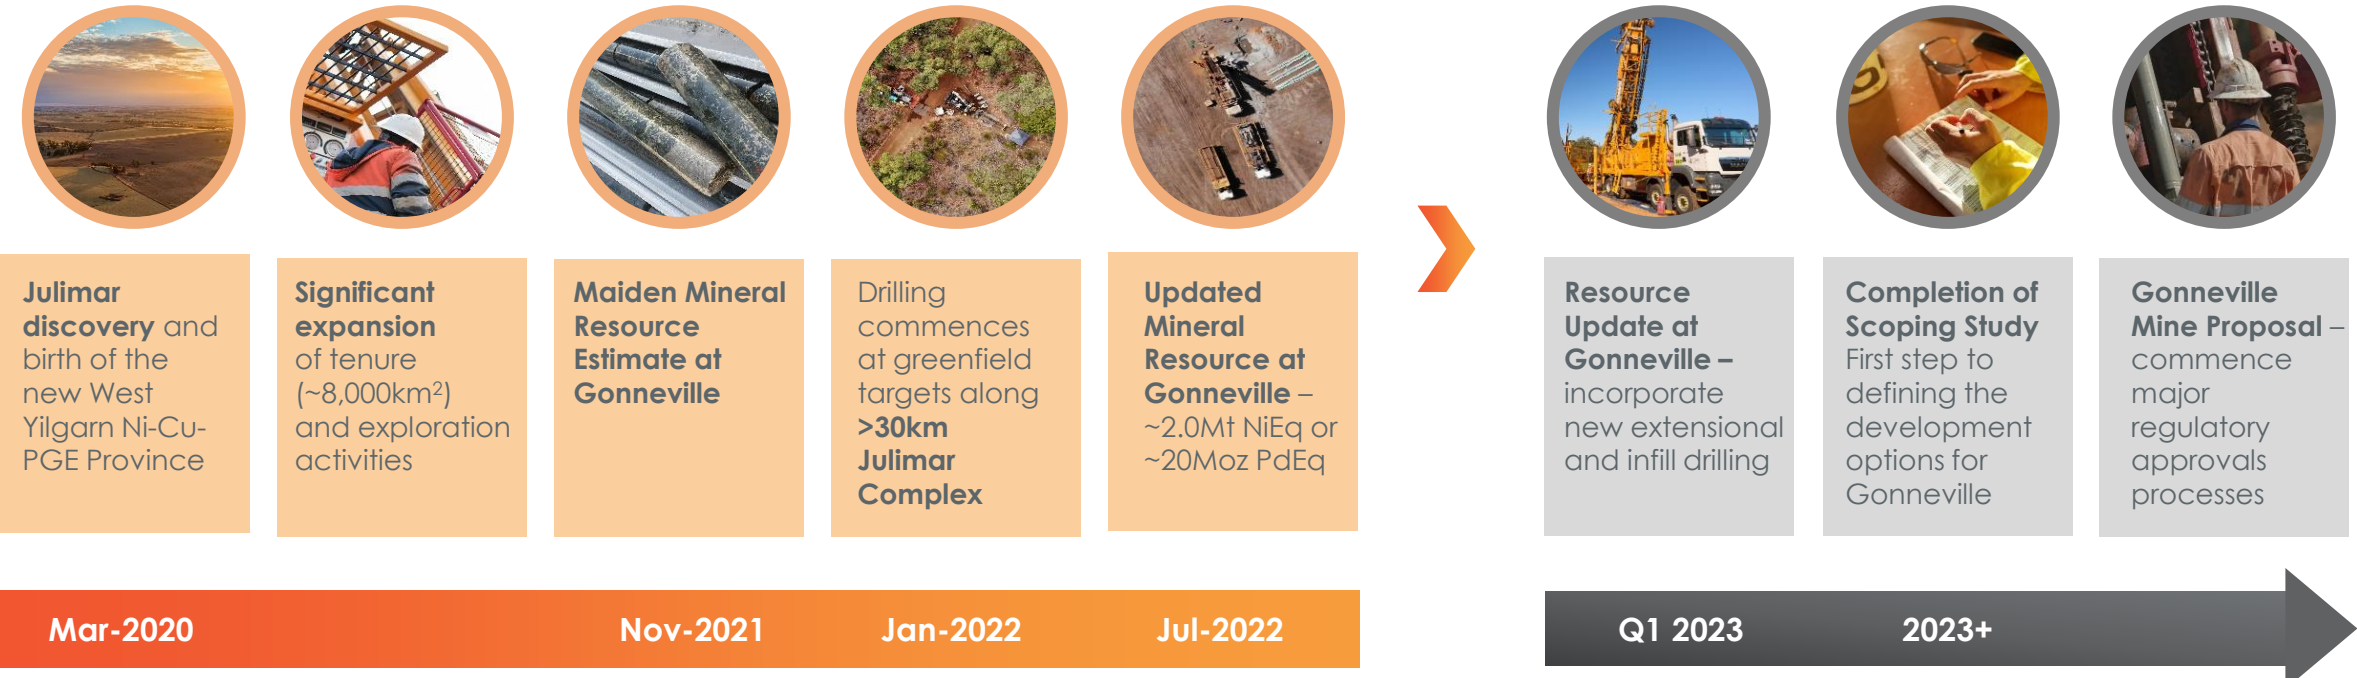 Julimar
discovery and
birth of the
new West
Yilgarn Ni-Cu-
PGE Province
Significant
expansion
of tenure
(~8,000km²)
and exploration
activities
Maiden Mineral
Resource
Estimate at
Gonneville
Drilling
commences
at greenfield
targets along
>30km
Julimar
Complex
Updated
Mineral
Resource at
Gonneville –
~2.0Mt NiEq or
~20Moz PdEq
Resource
Update at
Gonneville –
incorporate
new extensional
and infill drilling
Completion of
Scoping Study
First step to
defining the
development
options for
Gonneville
Gonneville
Mine Proposal –
commence
major
regulatory
approvals
processes
Mar-2020
Nov-2021
Jan-2022
Jul-2022
Q1 2023
2023+